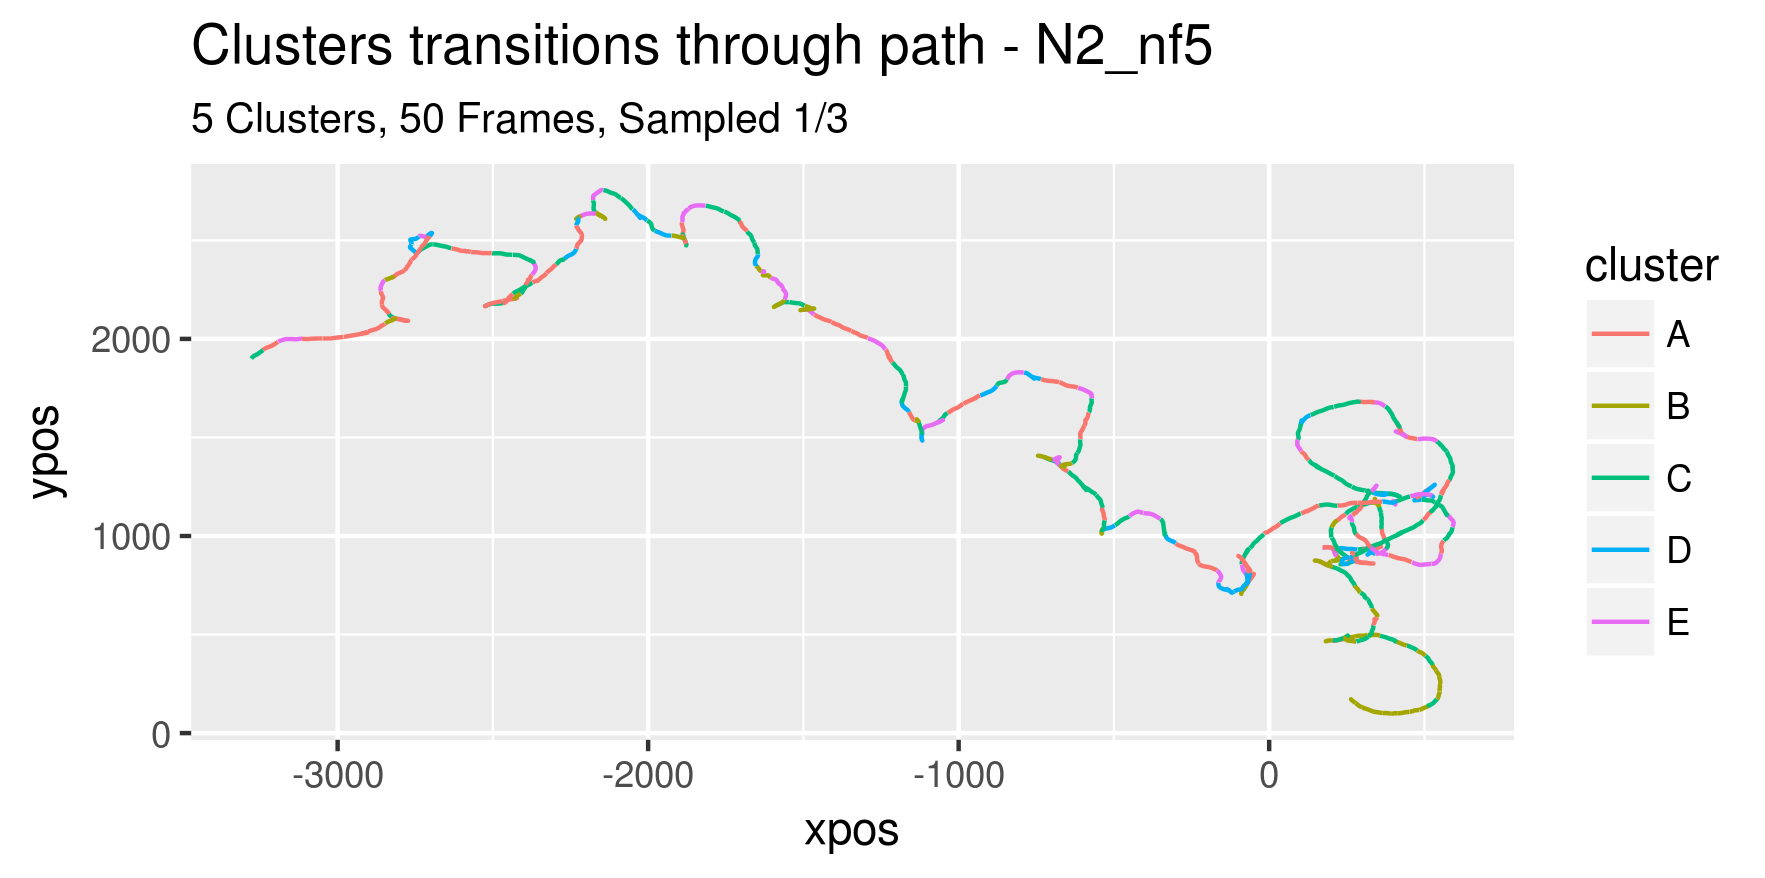 Clusters transitions through path - N2_nf5
5 Clusters, 50 Frames, Sampled 1/3
ypos
2000
1000
0
-3000 -2000 -1000 0
xpos
cluster
A
B
C
D
E